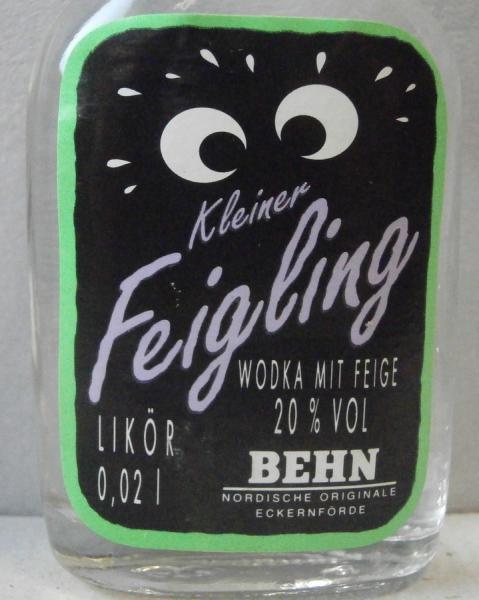 Kleiner
Feigling
WODKA MIT FEIGE
20 % VOL
LIKÖR
0,02 l
BEHN
NORDISCHE ORIGINALE
ECKERNFÖRDE